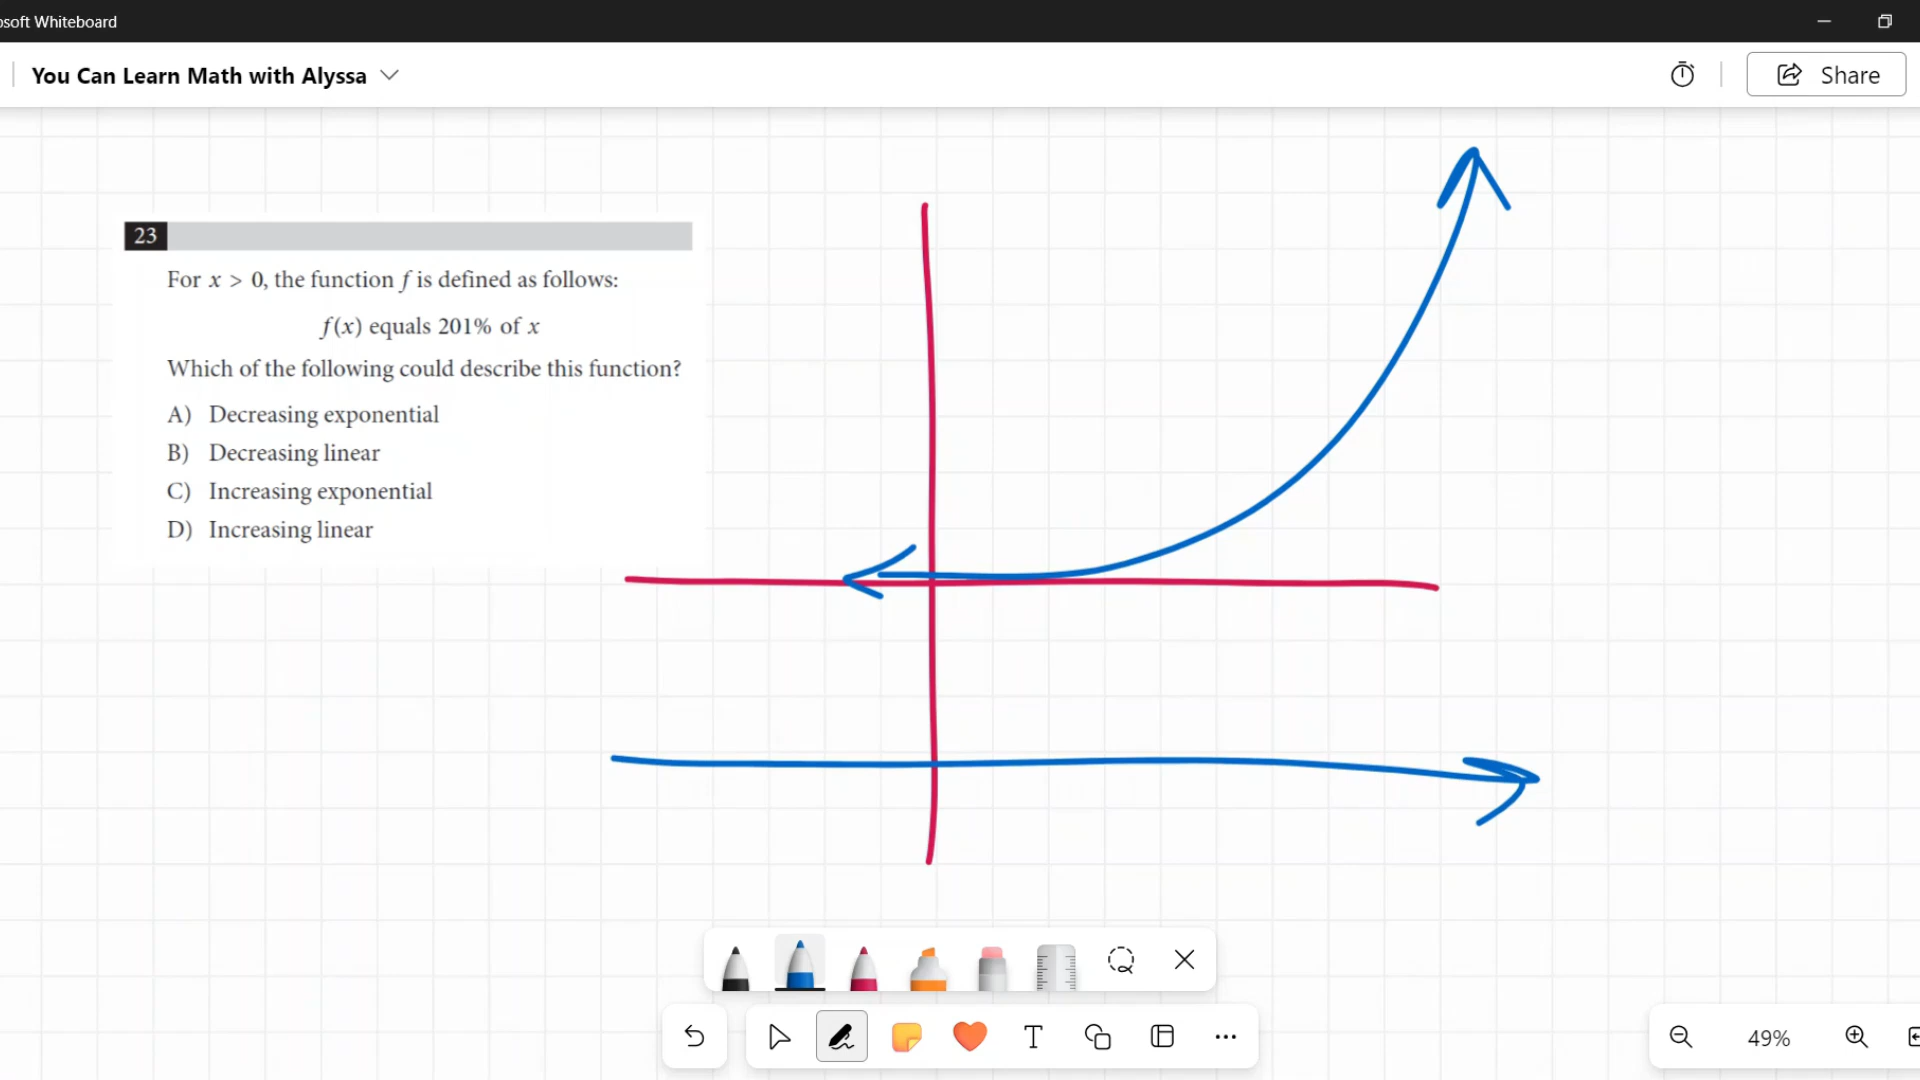 osoft Whiteboard
You Can Learn Math with Alyssa
Share
23
For x > 0, the function f is defined as follows:
f(x) equals 201% of x
Which of the following could describe this function?
A) Decreasing exponential
B) Decreasing linear
C) Increasing exponential
D) Increasing linear
T
49%